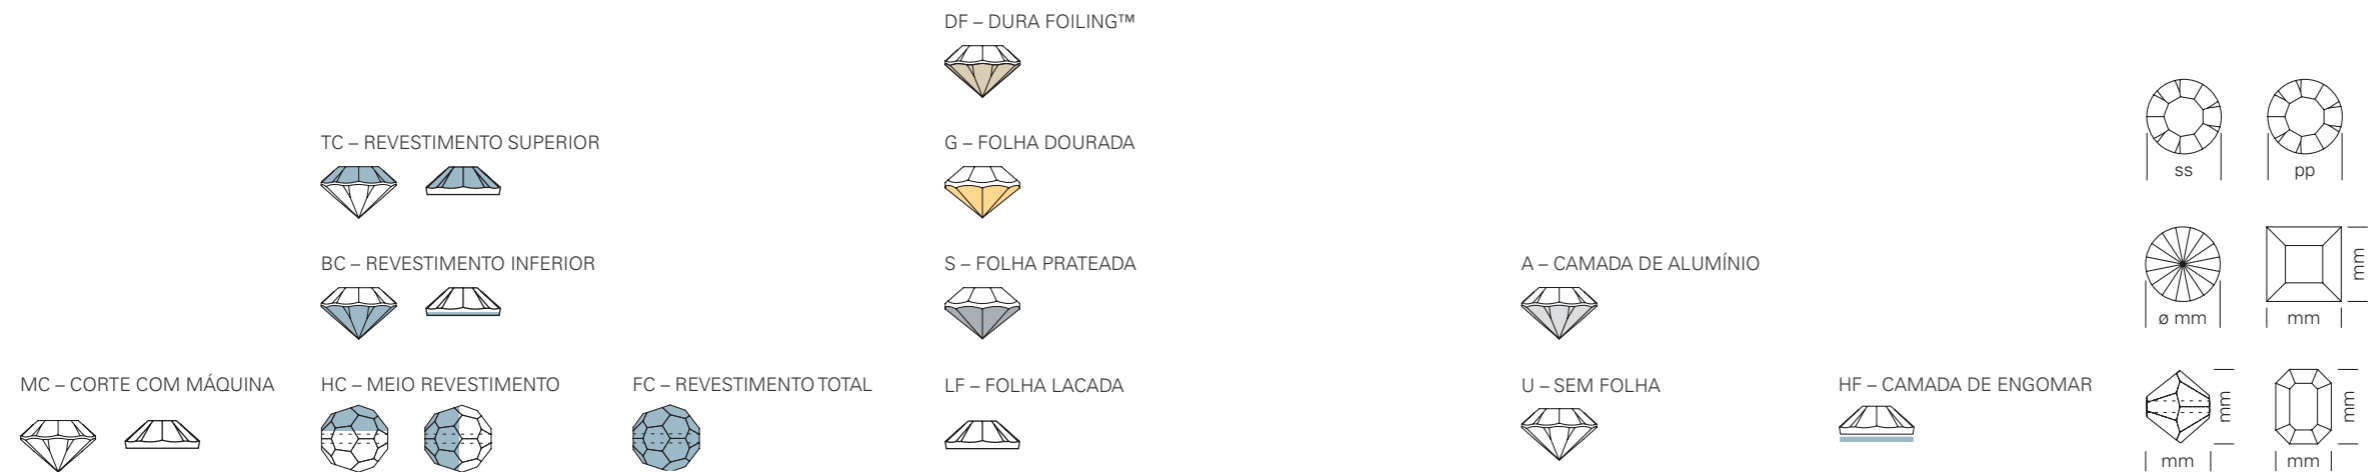 DF – DURA FOILING™
TC – REVESTIMENTO SUPERIOR
G – FOLHA DOURADA
ss
pp
BC – REVESTIMENTO INFERIOR
S – FOLHA PRATEADA
A – CAMADA DE ALUMÍNIO
mm
ø mm
mm
MC – CORTE COM MÁQUINA
HC – MEIO REVESTIMENTO
FC – REVESTIMENTO TOTAL
LF – FOLHA LACADA
U – SEM FOLHA
HF – CAMADA DE ENGOMAR
mm
mm
mm
mm